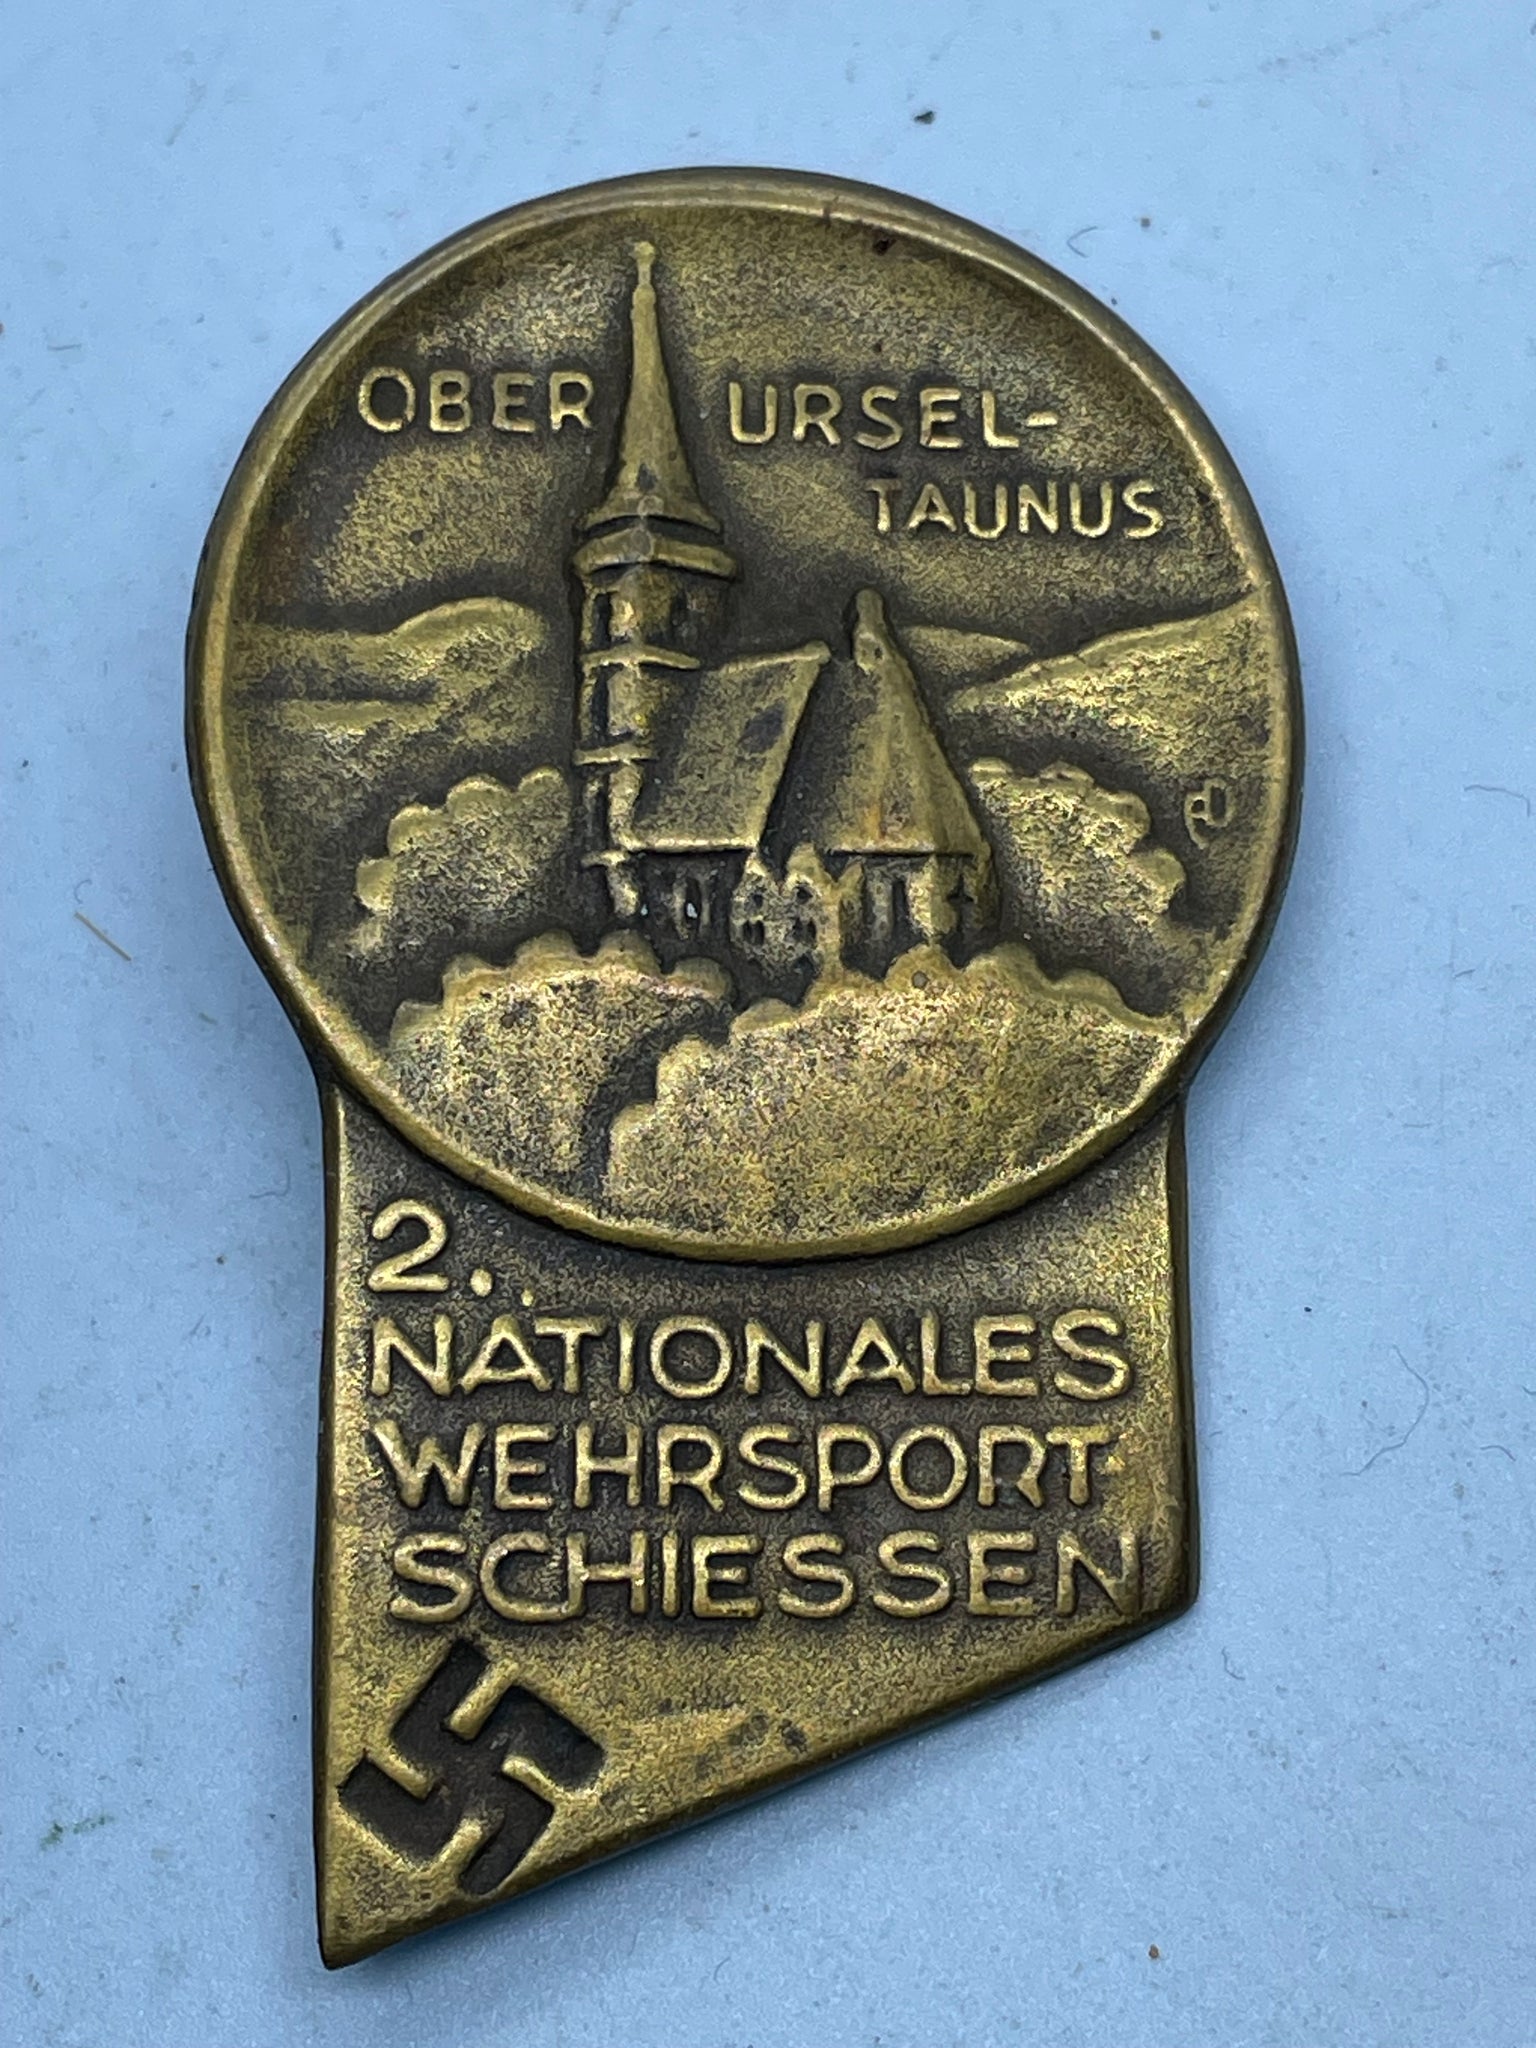 OBER URSEL-
TAUNUS
2.
NATIONALES
WEHRSPORT-
SCHIESSEN